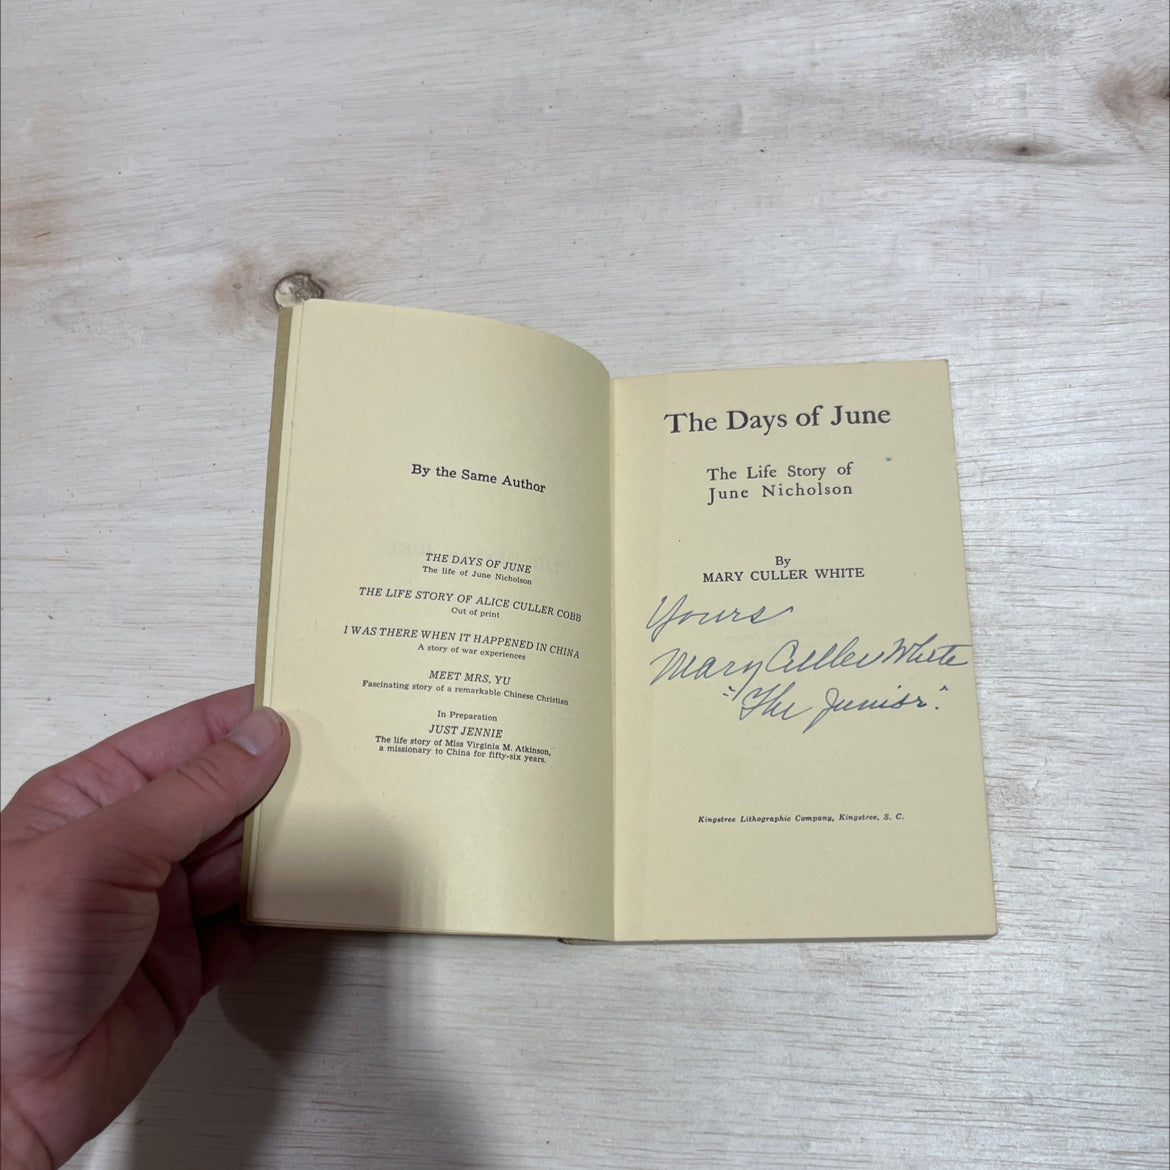 By the Same Author
THE DAYS OF JUNE
The life of June Nicholson
THE LIFE STORY OF ALICE CULLER COBB
Out of print
I WAS THERE WHEN IT HAPPENED IN CHINA
A story of war experiences
MEET MRS. YU
Fascinating story of a remarkable Chinese Christian
In Preparation
JUST JENNIE
The life story of Miss Virginia M. Atkinson,
a missionary to China for fifty-six years.
The Days of June
The Life Story of
June Nicholson
By
MARY CULLER WHITE
Yours
Mary Culler White
"The Junior".
Kingstree Lithographic Company, Kingstree, S. C.